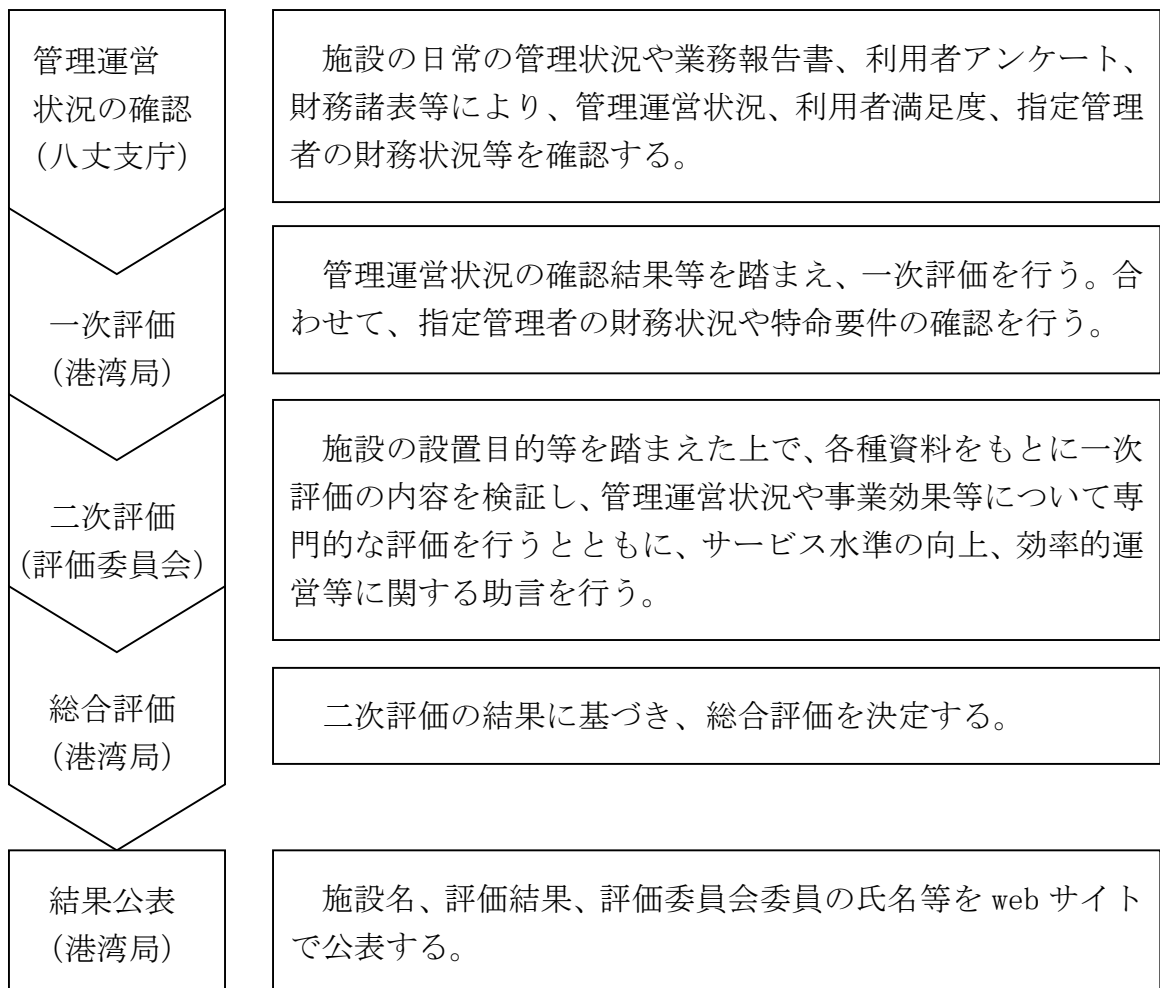 管理運営
状況の確認
（八丈支庁）
施設の日常の管理状況や業務報告書、利用者アンケート、
財務諸表等により、管理運営状況、利用者満足度、指定管理
者の財務状況等を確認する。
一次評価
（港湾局）
管理運営状況の確認結果等を踏まえ、一次評価を行う。合
わせて、指定管理者の財務状況や特命要件の確認を行う。
二次評価
（評価委員会）
施設の設置目的等を踏まえた上で、各種資料をもとに一次
評価の内容を検証し、管理運営状況や事業効果等について専
門的な評価を行うとともに、サービス水準の向上、効率的運
営等に関する助言を行う。
総合評価
（港湾局）
二次評価の結果に基づき、総合評価を決定する。
結果公表
（港湾局）
施設名、評価結果、評価委員会委員の氏名等を web サイト
で公表する。